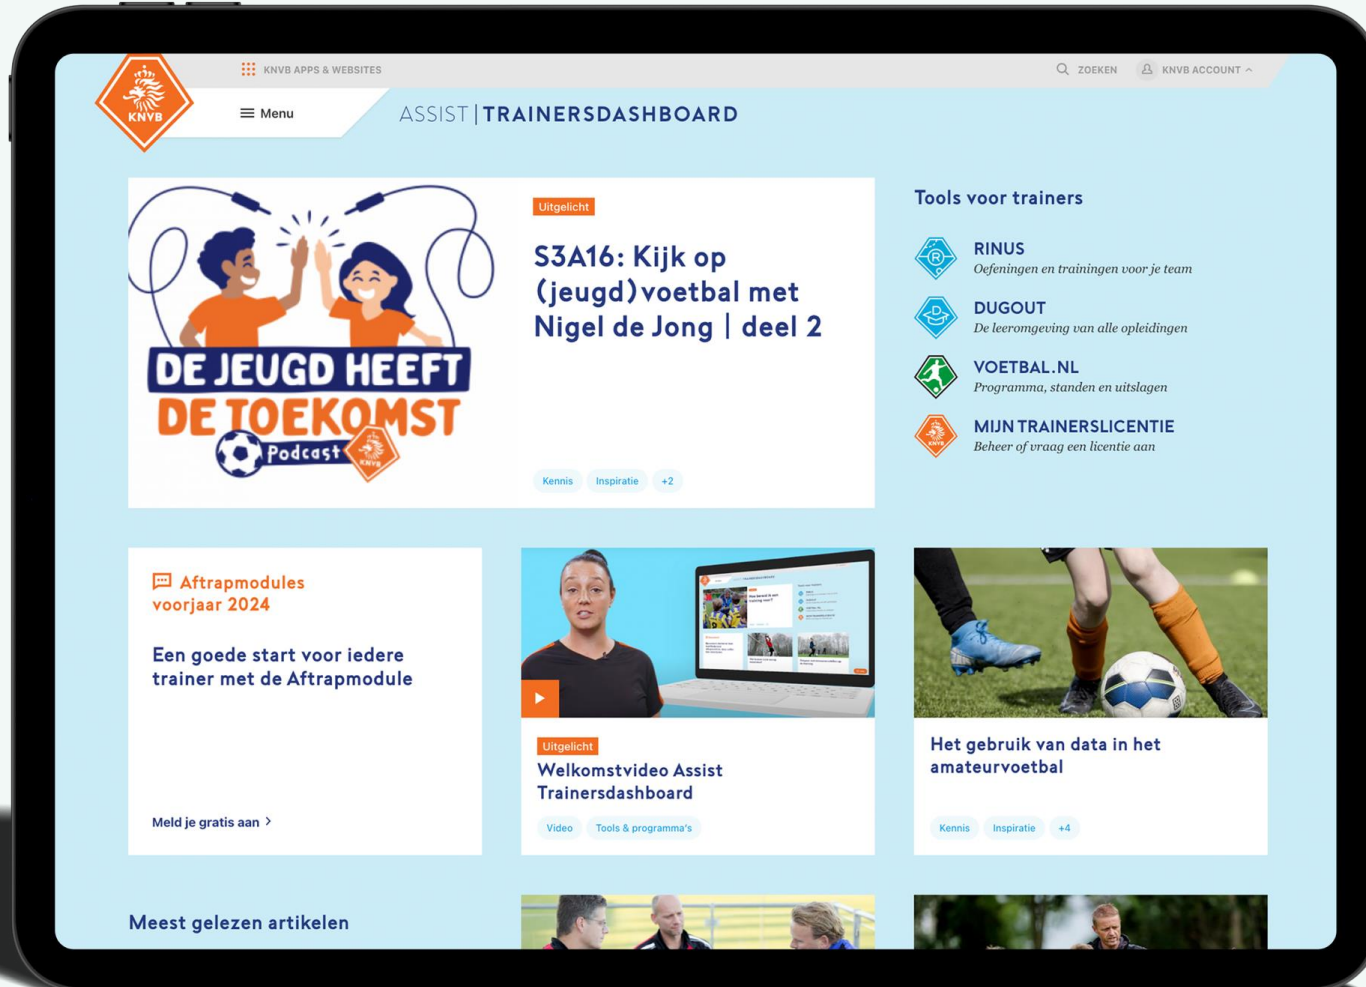 KNVB APPS & WEBSITES
ZOEKEN
KNVB ACCOUNT
KNVB
Menu
ASSIST | TRAINERSDASHBOARD
DE JEUGD HEEFT
DE TOEKOMST
Podcast
KNVB
Uitgelicht
S3A16: Kijk op
(jeugd)voetbal met
Nigel de Jong | deel 2
Kennis
Inspiratie
+2
Tools voor trainers
RINUS
Oefeningen en trainingen voor je team
DUGOUT
De leeromgeving van alle opleidingen
VOETBAL.NL
Programma, standen en uitslagen
MIJN TRAINERSLICENTIE
Beheer of vraag een licentie aan
Aftrapmodules
voorjaar 2024
Een goede start voor iedere
trainer met de Aftrapmodule
Meld je gratis aan >
Uitgelicht
Welkomstvideo Assist
Trainersdashboard
Video
Tools & programma's
Het gebruik van data in het
amateurvoetbal
Kennis
Inspiratie
+4
Meest gelezen artikelen